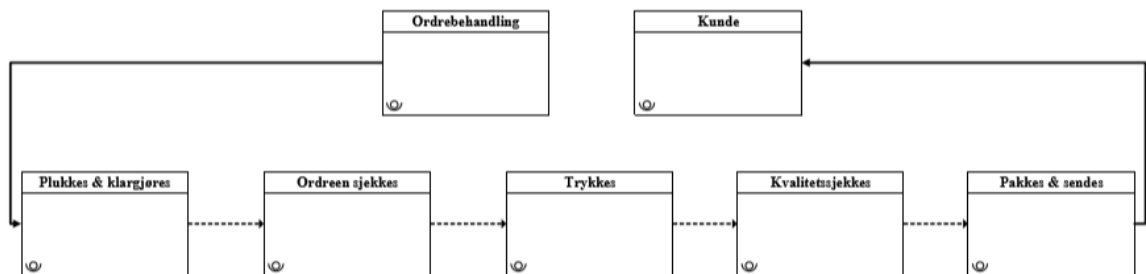 Ordrebehandling
Kunde
Plukkes & klargjøres
Ordreen sjekkes
Trykkes
Kvalitetssjekkes
Pakkes & sendes